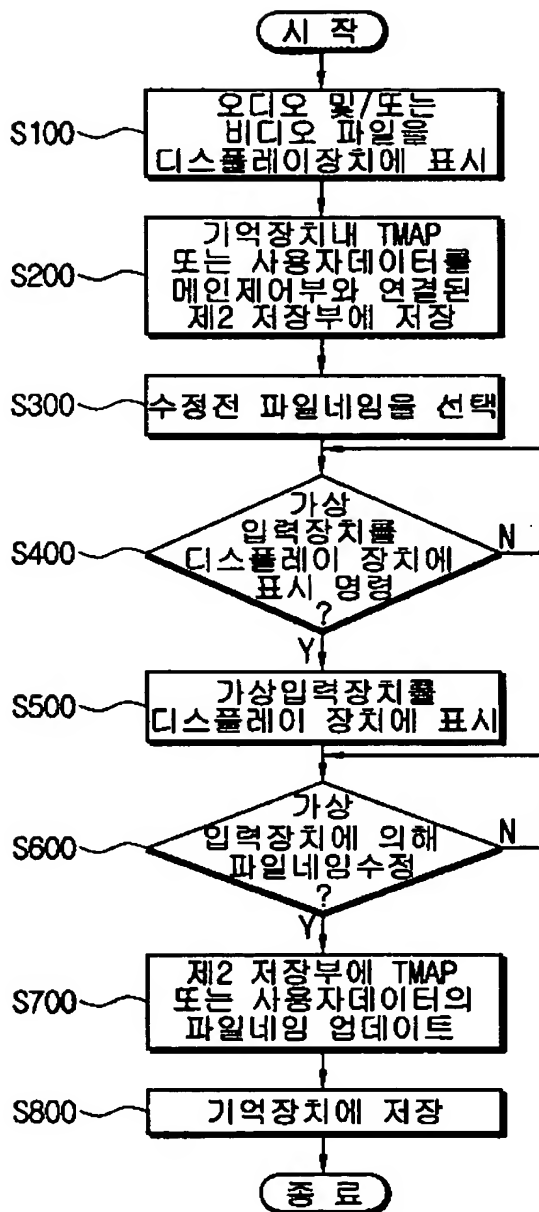 시 작
S100
오디오 및/또는
비디오 파일을
디스플레이장치에 표시
S200
기억장치내 TMAP
또는 사용자데이터를
메인제어부와 연결된
제2 저장부에 저장
S300
수정전 파일네임을 선택
S400
가상
입력장치를
디스플레이 장치에
표시 명령
?
N
Y
S500
가상입력장치를
디스플레이 장치에 표시
S600
가상
입력장치에 의해
파일네임수정
?
N
Y
S700
제2 저장부에 TMAP
또는 사용자데이터의
파일네임 업데이트
S800
기억장치에 저장
종 료